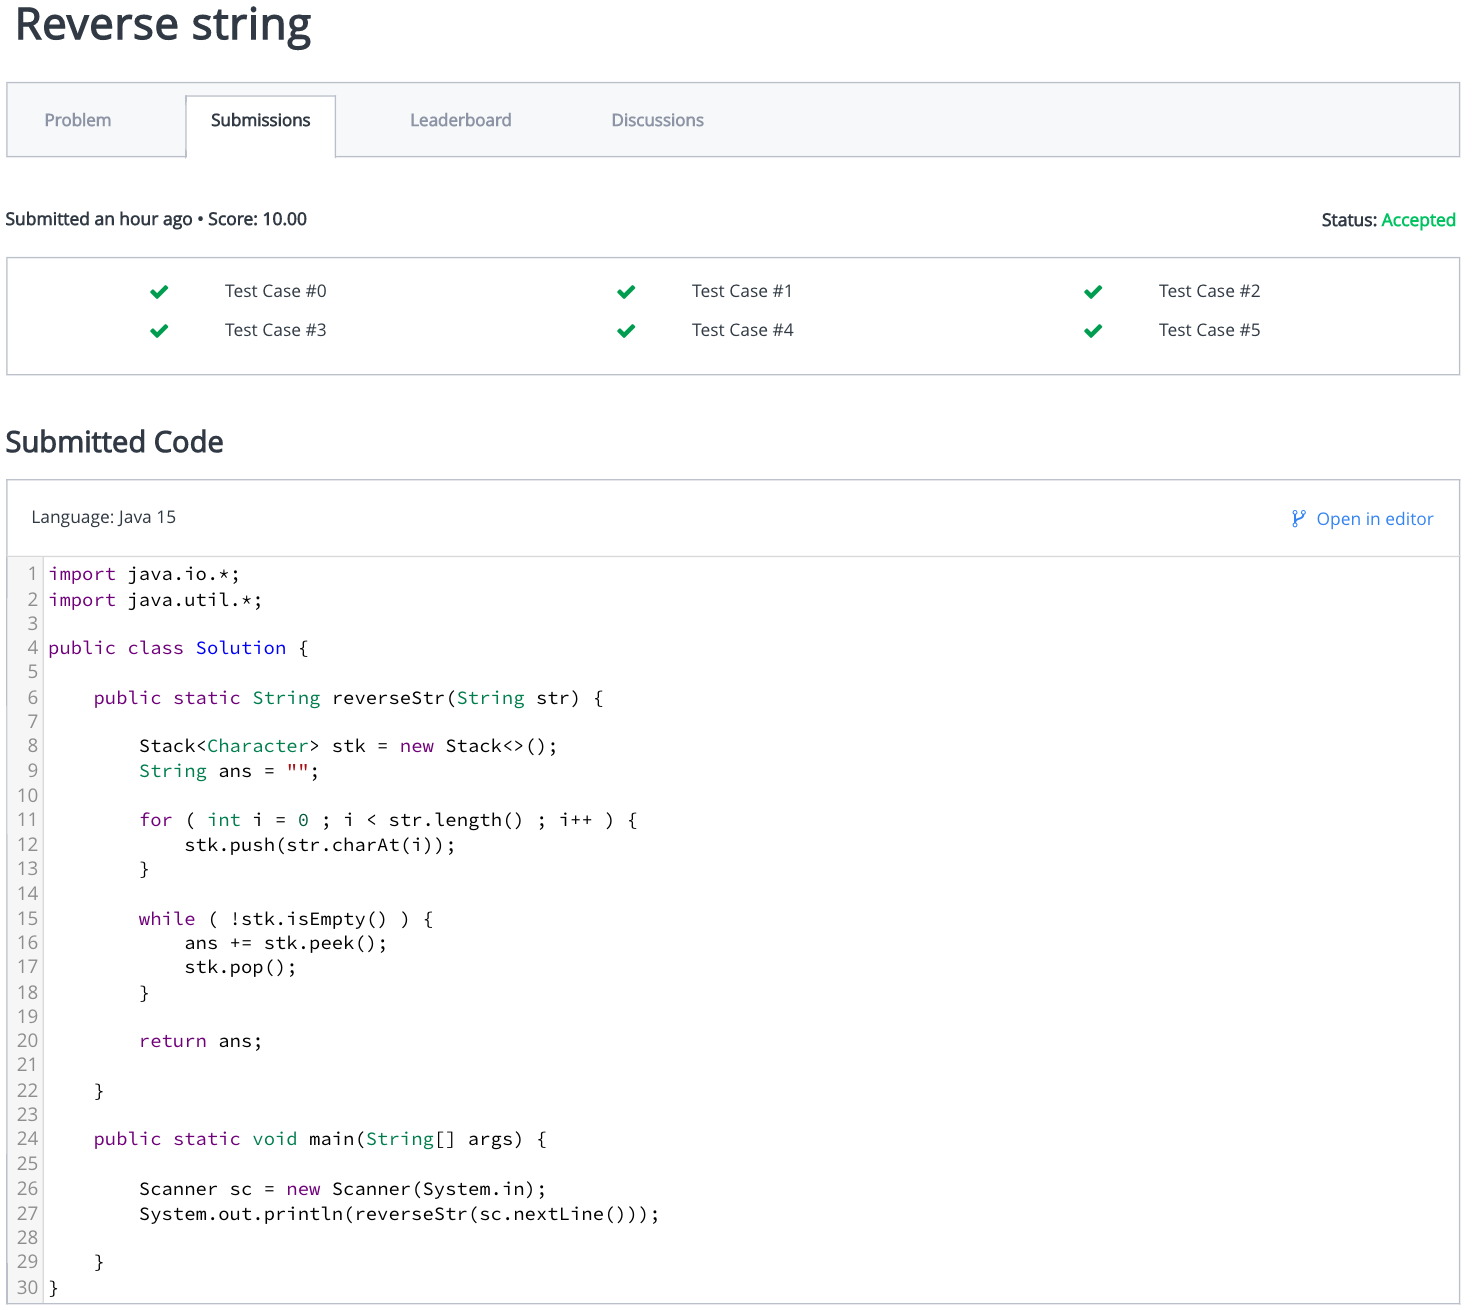 Reverse string
Problem Submissions Leaderboard Discussions
Submitted an hour ago • Score: 10.00 Status: Accepted
Test Case #0 Test Case #1 Test Case #2
Test Case #3 Test Case #4 Test Case #5
Submitted Code
Language: Java 15 Open in editor
1 import java.io.*;
2 import java.util.*;
3
4 public class Solution {
5
6     public static String reverseStr(String str) {
7
8         Stack<Character> stk = new Stack<>();
9         String ans = "";
10
11         for ( int i = 0 ; i < str.length() ; i++ ) {
12             stk.push(str.charAt(i));
13         }
14
15         while ( !stk.isEmpty() ) {
16             ans += stk.peek();
17             stk.pop();
18         }
19
20         return ans;
21
22     }
23
24     public static void main(String[] args) {
25
26         Scanner sc = new Scanner(System.in);
27         System.out.println(reverseStr(sc.nextLine()));
28
29     }
30 }